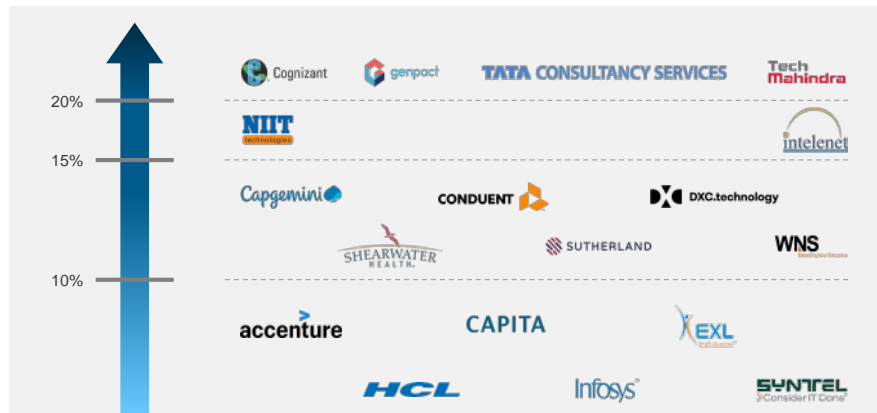 Cognizant
genpact
TATA CONSULTANCY SERVICES
Tech
Mahindra
20%
NIIT
technologies
intelenet
15%
Capgemini
CONDUENT
DXC.technology
SHEARWATER
HEALTH
SUTHERLAND
WNS
10%
accenture
CAPITA
EXL
HCL
Infosys®
SYNTEL
Consider IT Done®